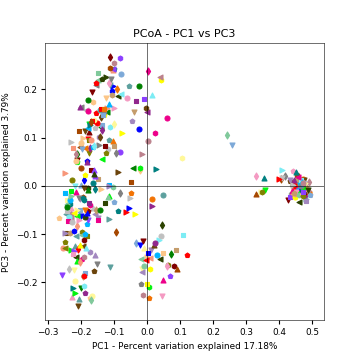 PCoA - PC1 vs PC3
PC3 - Percent variation explained 3.79%
0.2
0.1
0.0
−0.1
−0.2
−0.3 −0.2 −0.1 0.0 0.1 0.2 0.3 0.4 0.5
PC1 - Percent variation explained 17.18%